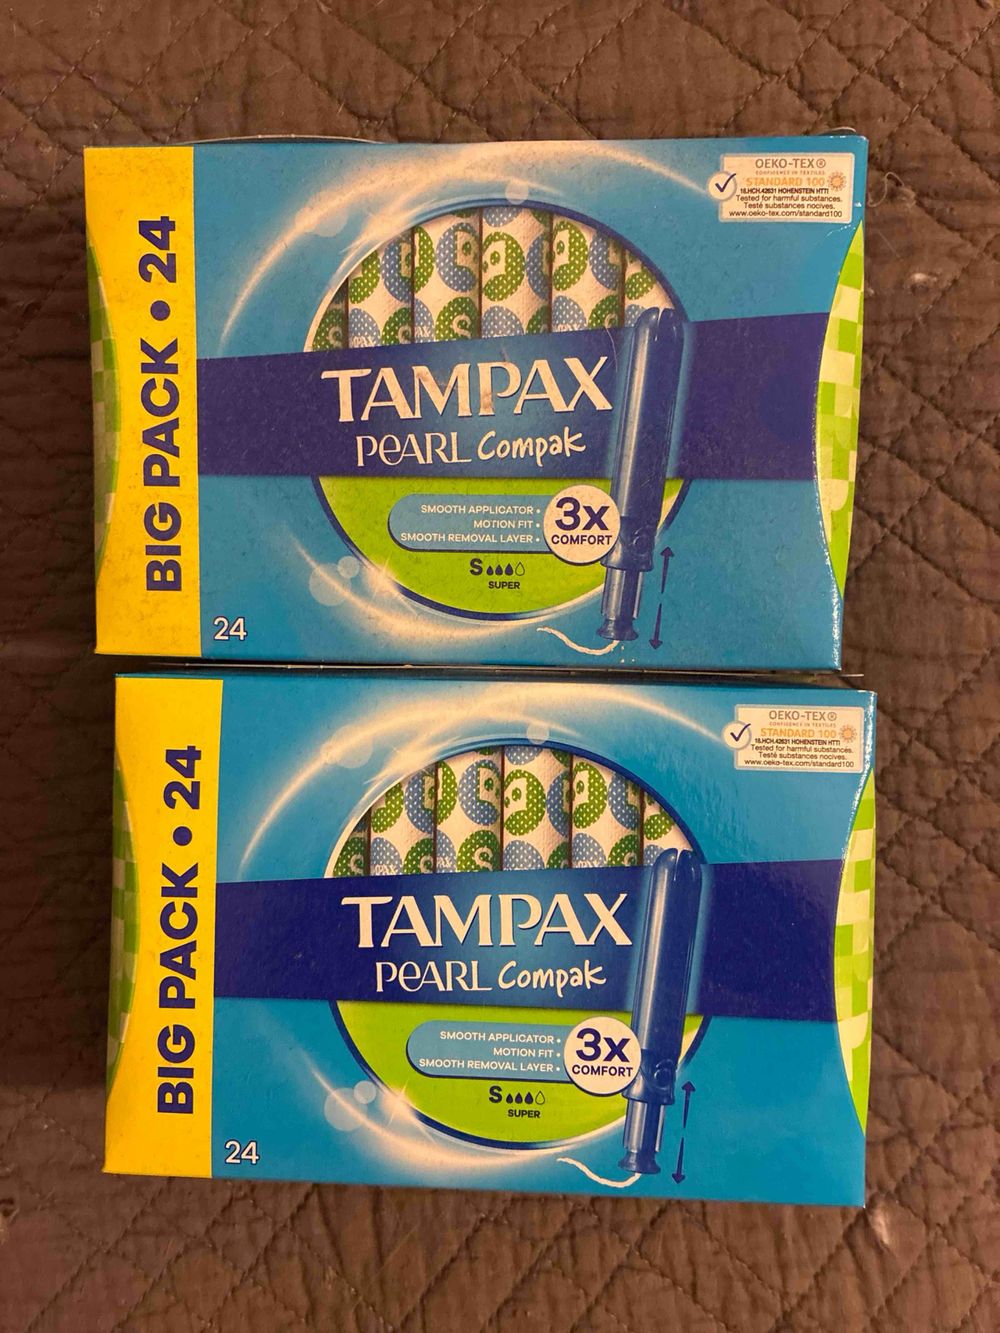 BIG PACK • 24
OEKO-TEX®
CONFIDENCE IN TEXTILES
STANDARD 100
18.HCH.42631 HOHENSTEIN HTTI
Tested for harmful substances.
Testé substances nocives.
www.oeko-tex.com/standard100
TAMPAX
PEARL Compak
SMOOTH APPLICATOR •
MOTION FIT •
SMOOTH REMOVAL LAYER •
3x
COMFORT
S
SUPER
24
BIG PACK • 24
OEKO-TEX®
CONFIDENCE IN TEXTILES
STANDARD 100
18.HCH.42631 HOHENSTEIN HTTI
Tested for harmful substances.
Testé substances nocives.
www.oeko-tex.com/standard100
TAMPAX
PEARL Compak
SMOOTH APPLICATOR •
MOTION FIT •
SMOOTH REMOVAL LAYER •
3x
COMFORT
S
SUPER
24